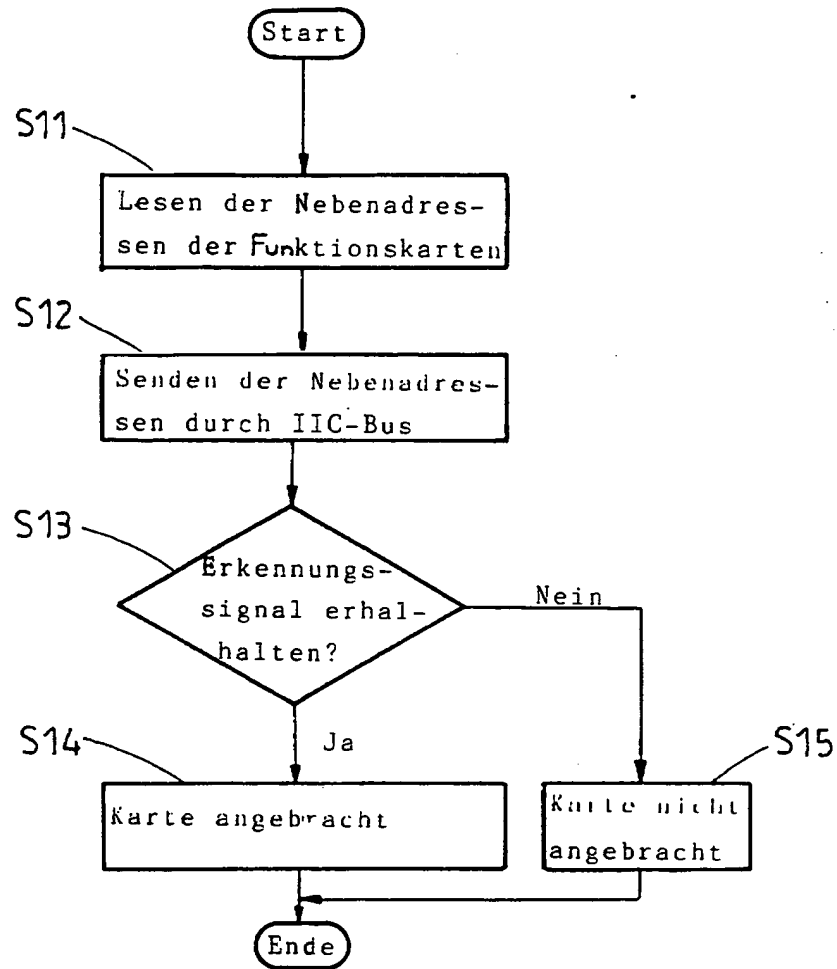 Start
S11
Lesen der Nebenadres-
sen der Funktionskarten
S12
Senden der Nebenadres-
sen durch IIC-Bus
S13
Erkennungs-
signal erhal-
halten?
Nein
Ja
S14
Karte angebracht
S15
Karte nicht
angebracht
Ende